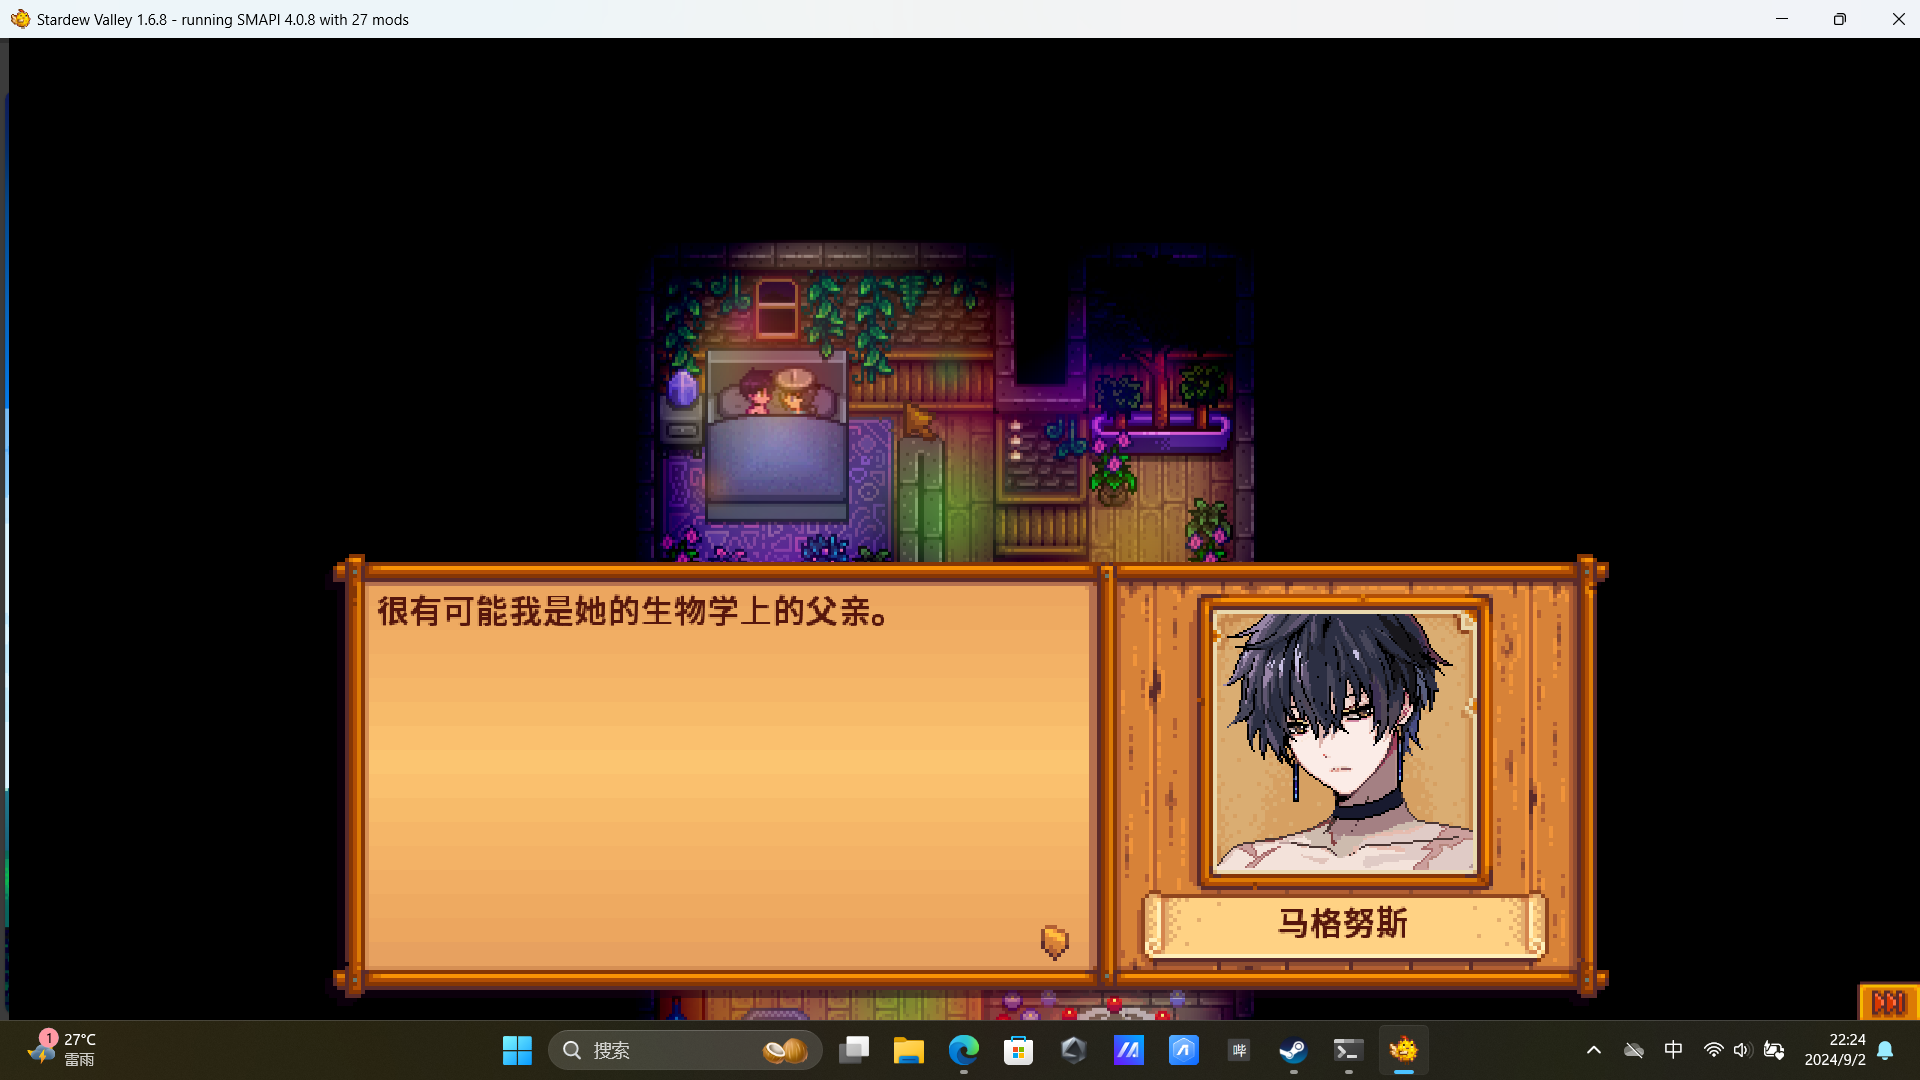 Stardew Valley 1.6.8 - running SMAPI 4.0.8 with 27 mods
很有可能我是她的生物学上的父亲。
马格努斯
1
27°C
雷雨
搜索
哔
中
22:24
2024/9/2